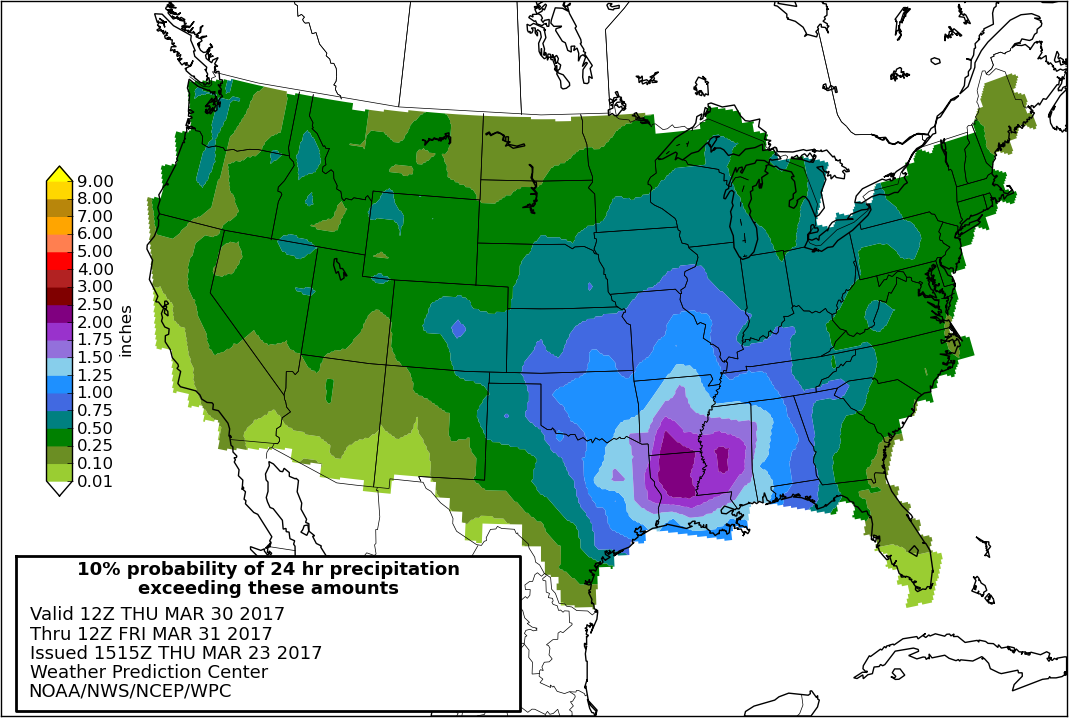 9.00
8.00
7.00
6.00
5.00
4.00
3.00
2.50
2.00
1.75
1.50
1.25
1.00
0.75
0.50
0.25
0.10
0.01
inches
10% probability of 24 hr precipitation
exceeding these amounts
Valid 12Z THU MAR 30 2017
Thru 12Z FRI MAR 31 2017
Issued 1515Z THU MAR 23 2017
Weather Prediction Center
NOAA/NWS/NCEP/WPC